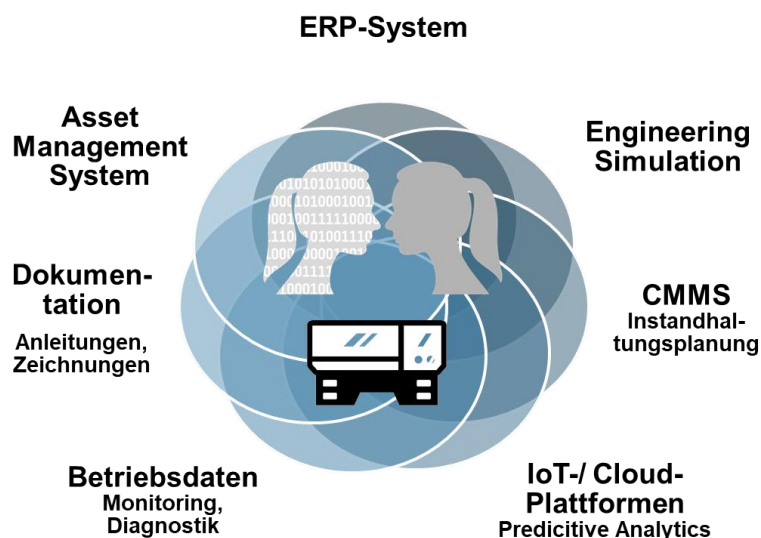 ERP-System
Asset
Management
System
Engineering
Simulation
Dokumen-
tation
Anleitungen,
Zeichnungen
CMMS
Instandhal-
tungsplanung
Betriebsdaten
Monitoring,
Diagnostik
IoT-/ Cloud-
Plattformen
Predicitive Analytics